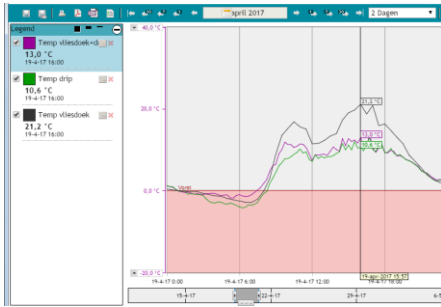 april 2017
2 Dagen
Legend
Temp vliesdoek+d
13,0 °C
19-4-17 16:00
Temp drip
10,6 °C
19-4-17 16:00
Temp vliesdoek
21,2 °C
19-4-17 16:00
40,0 °C
20,0 °C
0,0 °C
-20,0 °C
Vorst
21,2 °C
13,0 °C
10,6 °C
19-apr-2017 15:57
19-4-17 0:00
19-4-17 6:00
19-4-17 12:00
19-4-17 18:00
15-4-17
22-4-17
29-4-17